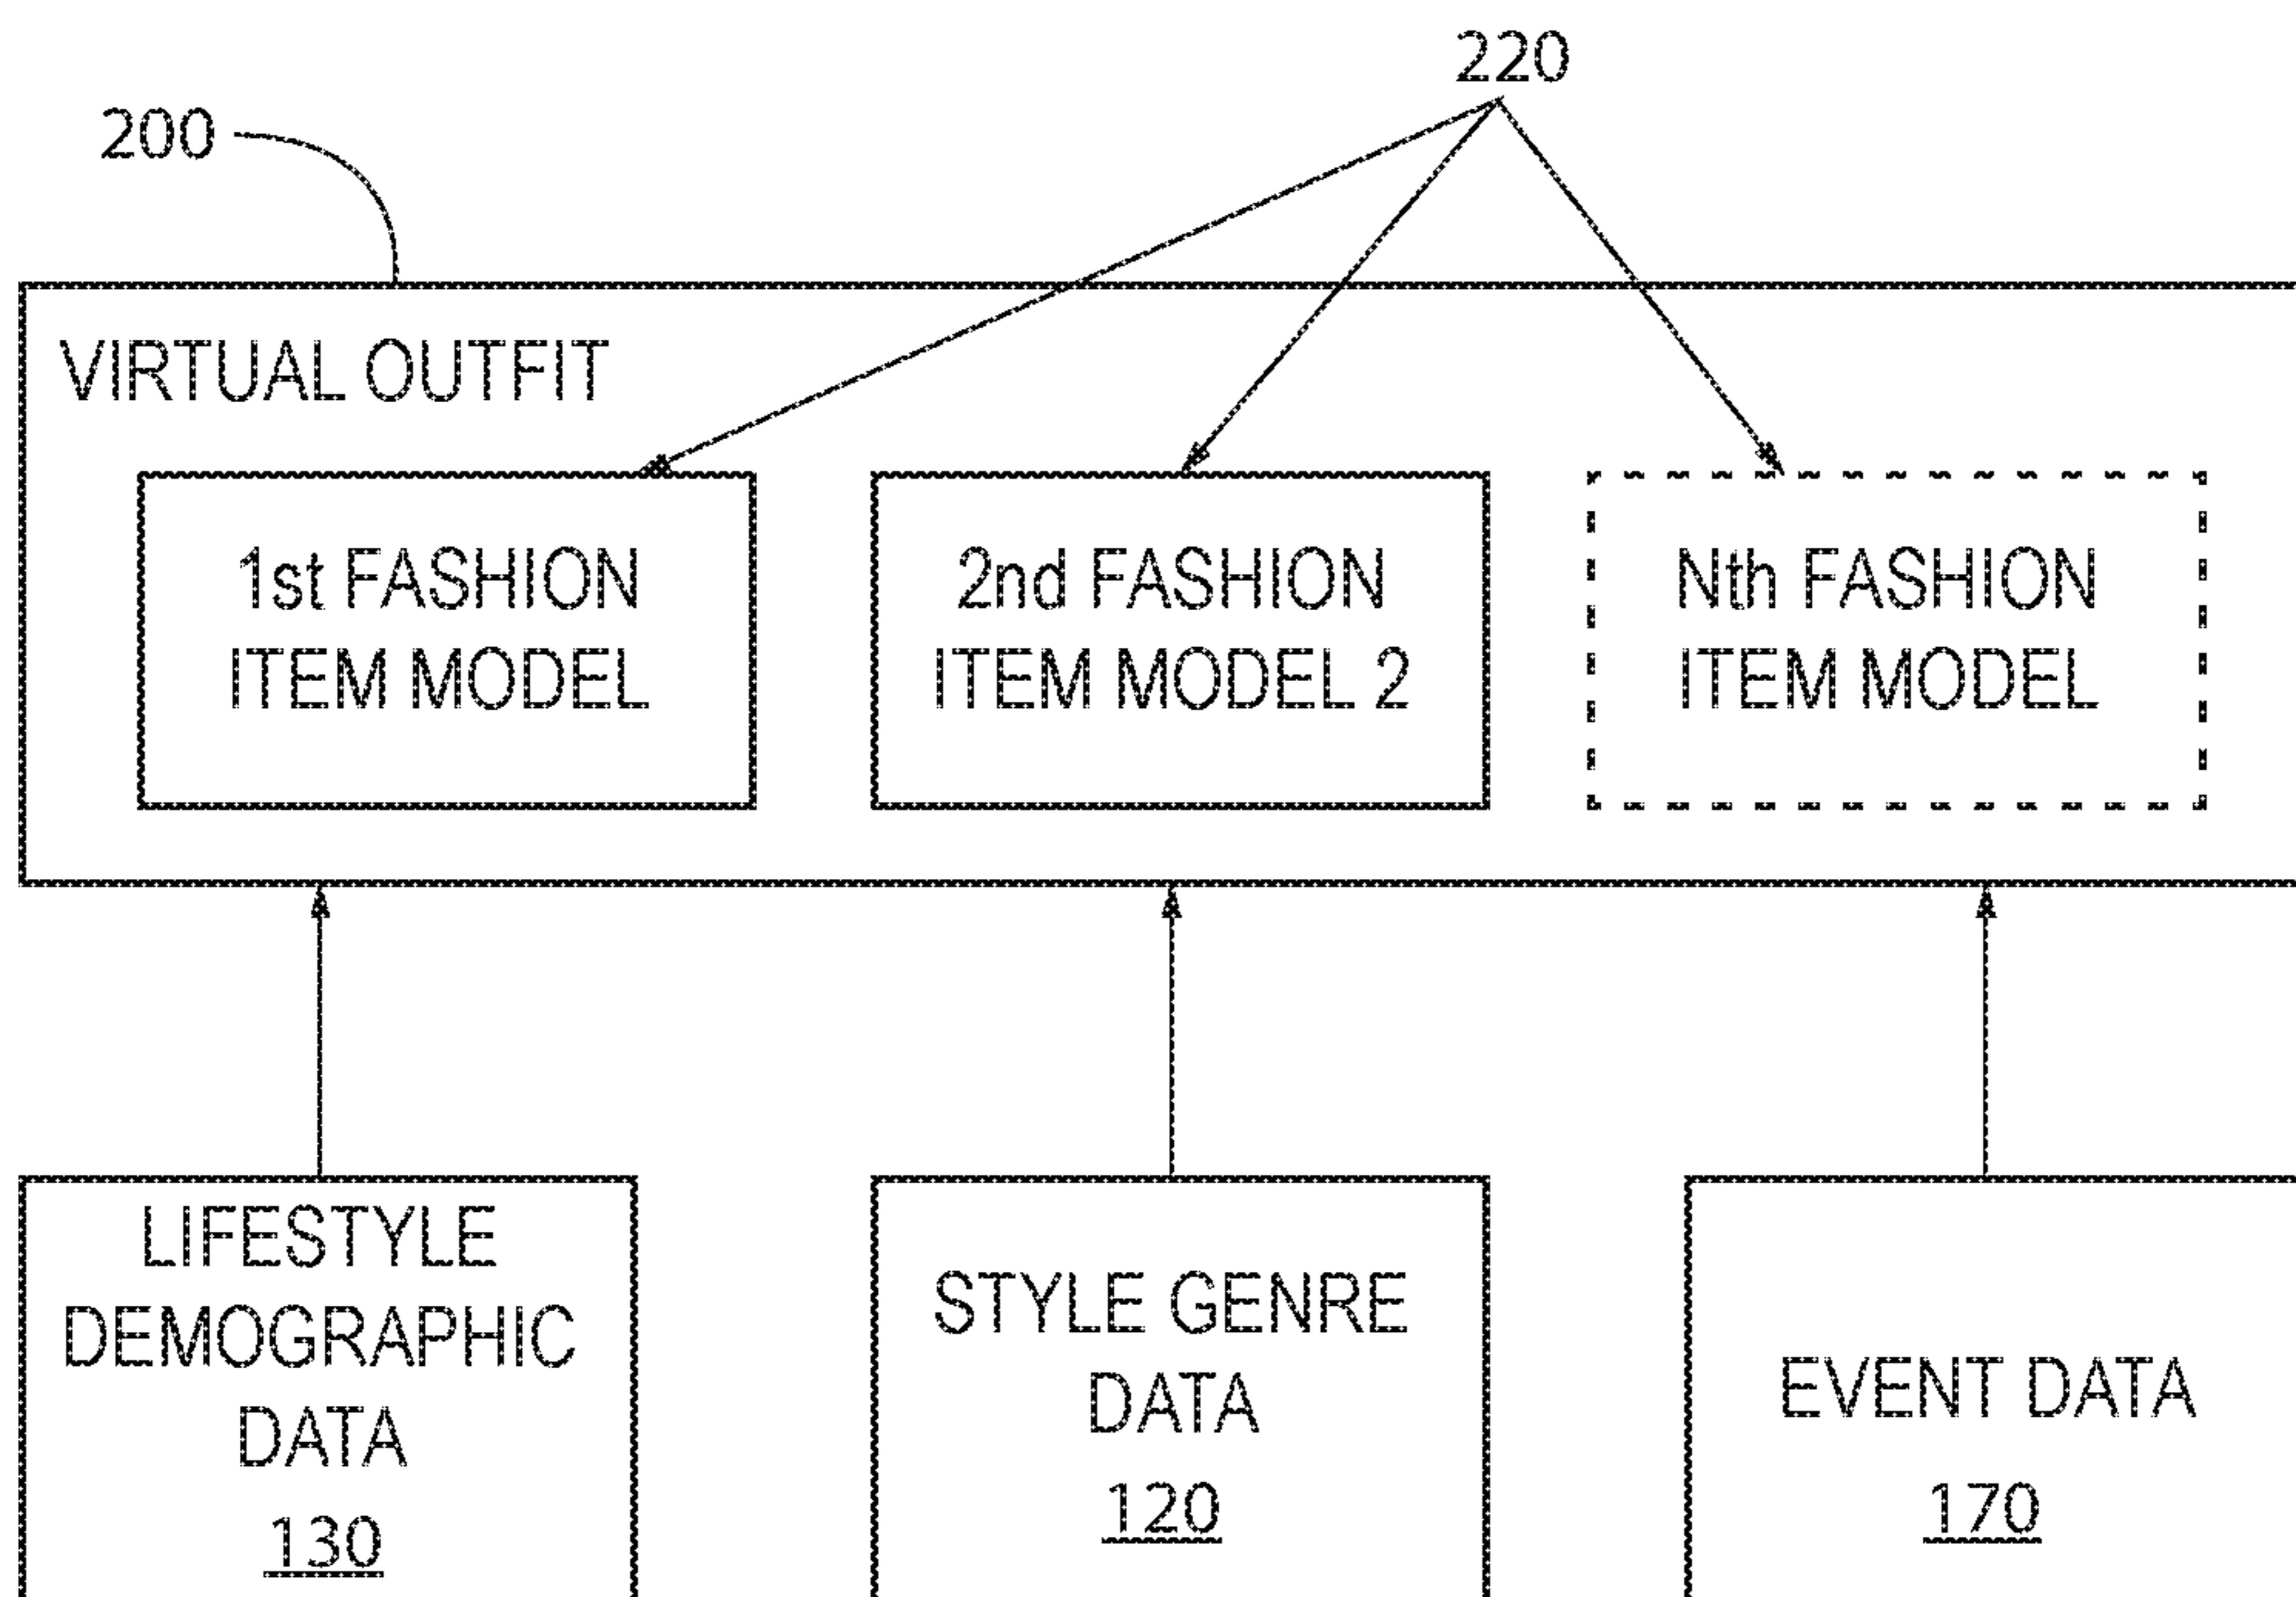 220
200
VIRTUAL OUTFIT
1st FASHION
ITEM MODEL
2nd FASHION
ITEM MODEL 2
Nth FASHION
ITEM MODEL
LIFESTYLE
DEMOGRAPHIC
DATA
130
STYLE GENRE
DATA
120
EVENT DATA
170